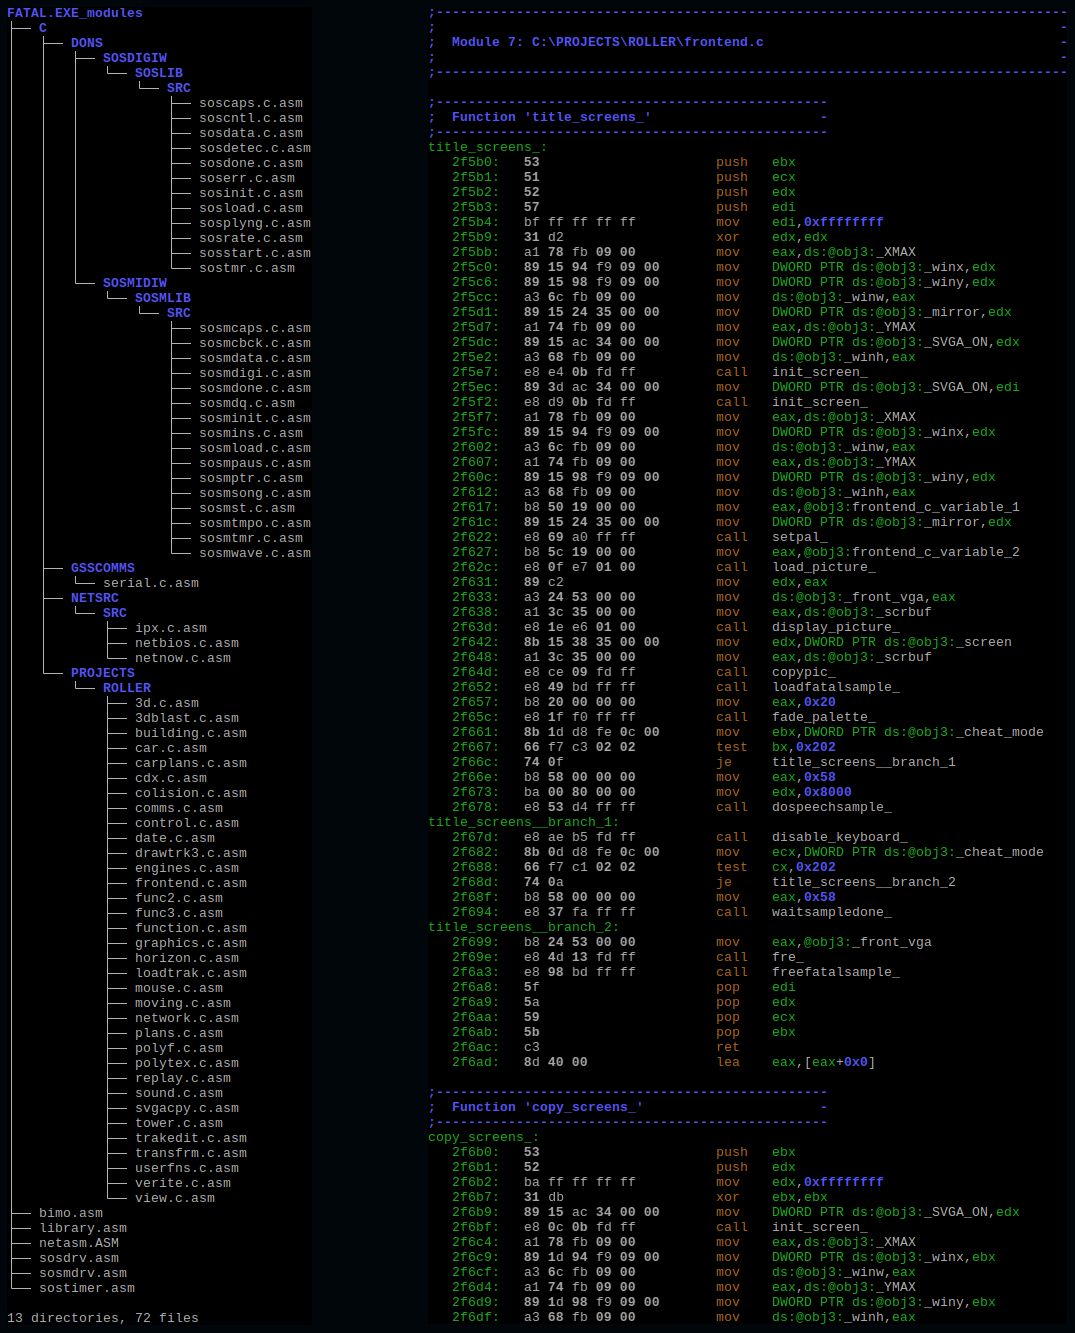 FATAL.EXE_modules
├── C
│   ├── DONS
│   │   ├── SOSDIGIW
│   │   │   └── SOSLIB
│   │   │       └── SRC
│   │   │           ├── soscaps.c.asm
│   │   │           ├── soscntl.c.asm
│   │   │           ├── sosdata.c.asm
│   │   │           ├── sosdetec.c.asm
│   │   │           ├── sosdone.c.asm
│   │   │           ├── soserr.c.asm
│   │   │           ├── sosinit.c.asm
│   │   │           ├── sosload.c.asm
│   │   │           ├── sosplyng.c.asm
│   │   │           ├── sosrate.c.asm
│   │   │           ├── sosstart.c.asm
│   │   │           └── sostmr.c.asm
│   │   └── SOSMIDIW
│   │       └── SOSMLIB
│   │           └── SRC
│   │               ├── sosmcaps.c.asm
│   │               ├── sosmcbck.c.asm
│   │               ├── sosmdata.c.asm
│   │               ├── sosmdigi.c.asm
│   │               ├── sosmdone.c.asm
│   │               ├── sosmdq.c.asm
│   │               ├── sosminit.c.asm
│   │               ├── sosmins.c.asm
│   │               ├── sosmload.c.asm
│   │               ├── sosmpaus.c.asm
│   │               ├── sosmptr.c.asm
│   │               ├── sosmsong.c.asm
│   │               ├── sosmst.c.asm
│   │               ├── sosmtmpo.c.asm
│   │               ├── sosmtmr.c.asm
│   │               └── sosmwave.c.asm
│   ├── GSSCOMMS
│   │   └── serial.c.asm
│   ├── NETSRC
│   │   └── SRC
│   │       ├── ipx.c.asm
│   │       ├── netbios.c.asm
│   │       └── netnow.c.asm
│   └── PROJECTS
│       └── ROLLER
│           ├── 3d.c.asm
│           ├── 3dblast.c.asm
│           ├── building.c.asm
│           ├── car.c.asm
│           ├── carplans.c.asm
│           ├── cdx.c.asm
│           ├── colision.c.asm
│           ├── comms.c.asm
│           ├── control.c.asm
│           ├── date.c.asm
│           ├── drawtrk3.c.asm
│           ├── engines.c.asm
│           ├── frontend.c.asm
│           ├── func2.c.asm
│           ├── func3.c.asm
│           ├── function.c.asm
│           ├── graphics.c.asm
│           ├── horizon.c.asm
│           ├── loadtrak.c.asm
│           ├── mouse.c.asm
│           ├── moving.c.asm
│           ├── network.c.asm
│           ├── plans.c.asm
│           ├── polyf.c.asm
│           ├── polytex.c.asm
│           ├── replay.c.asm
│           ├── sound.c.asm
│           ├── svgacpy.c.asm
│           ├── tower.c.asm
│           ├── trakedit.c.asm
│           ├── transfrm.c.asm
│           ├── userfns.c.asm
│           ├── verite.c.asm
│           └── view.c.asm
├── bimo.asm
├── library.asm
├── netasm.ASM
├── sosdrv.asm
├── sosmdrv.asm
└── sostimer.asm
13 directories, 72 files
;-------------------------------------------------------------------------------
;                                                                              -
;  Module 7: C:\PROJECTS\ROLLER\frontend.c                                     -
;                                                                              -
;-------------------------------------------------------------------------------
;-------------------------------------------------
;  Function 'title_screens_'                     -
;-------------------------------------------------
title_screens_:
2f5b0: 53 push ebx
2f5b1: 51 push ecx
2f5b2: 52 push edx
2f5b3: 57 push edi
2f5b4: bf ff ff ff ff mov edi,0xffffffff
2f5b9: 31 d2 xor edx,edx
2f5bb: a1 78 fb 09 00 mov eax,ds:@obj3:_XMAX
2f5c0: 89 15 94 f9 09 00 mov DWORD PTR ds:@obj3:_winx,edx
2f5c6: 89 15 98 f9 09 00 mov DWORD PTR ds:@obj3:_winy,edx
2f5cc: a3 6c fb 09 00 mov ds:@obj3:_winw,eax
2f5d1: 89 15 24 35 00 00 mov DWORD PTR ds:@obj3:_mirror,edx
2f5d7: a1 74 fb 09 00 mov eax,ds:@obj3:_YMAX
2f5dc: 89 15 ac 34 00 00 mov DWORD PTR ds:@obj3:_SVGA_ON,edx
2f5e2: a3 68 fb 09 00 mov ds:@obj3:_winh,eax
2f5e7: e8 e4 0b fd ff call init_screen_
2f5ec: 89 3d ac 34 00 00 mov DWORD PTR ds:@obj3:_SVGA_ON,edi
2f5f2: e8 d9 0b fd ff call init_screen_
2f5f7: a1 78 fb 09 00 mov eax,ds:@obj3:_XMAX
2f5fc: 89 15 94 f9 09 00 mov DWORD PTR ds:@obj3:_winx,edx
2f602: a3 6c fb 09 00 mov ds:@obj3:_winw,eax
2f607: a1 74 fb 09 00 mov eax,ds:@obj3:_YMAX
2f60c: 89 15 98 f9 09 00 mov DWORD PTR ds:@obj3:_winy,edx
2f612: a3 68 fb 09 00 mov ds:@obj3:_winh,eax
2f617: b8 50 19 00 00 mov eax,@obj3:frontend_c_variable_1
2f61c: 89 15 24 35 00 00 mov DWORD PTR ds:@obj3:_mirror,edx
2f622: e8 69 a0 ff ff call setpal_
2f627: b8 5c 19 00 00 mov eax,@obj3:frontend_c_variable_2
2f62c: e8 0f e7 01 00 call load_picture_
2f631: 89 c2 mov edx,eax
2f633: a3 24 53 00 00 mov ds:@obj3:_front_vga,eax
2f638: a1 3c 35 00 00 mov eax,ds:@obj3:_scrbuf
2f63d: e8 1e e6 01 00 call display_picture_
2f642: 8b 15 38 35 00 00 mov edx,DWORD PTR ds:@obj3:_screen
2f648: a1 3c 35 00 00 mov eax,ds:@obj3:_scrbuf
2f64d: e8 ce 09 fd ff call copypic_
2f652: e8 49 bd ff ff call loadfatalsample_
2f657: b8 20 00 00 00 mov eax,0x20
2f65c: e8 1f f0 ff ff call fade_palette_
2f661: 8b 1d d8 fe 0c 00 mov ebx,DWORD PTR ds:@obj3:_cheat_mode
2f667: 66 f7 c3 02 02 test bx,0x202
2f66c: 74 0f je title_screens__branch_1
2f66e: b8 58 00 00 00 mov eax,0x58
2f673: ba 00 80 00 00 mov edx,0x8000
2f678: e8 53 d4 ff ff call dospeechsample_
title_screens__branch_1:
2f67d: e8 ae b5 fd ff call disable_keyboard_
2f682: 8b 0d d8 fe 0c 00 mov ecx,DWORD PTR ds:@obj3:_cheat_mode
2f688: 66 f7 c1 02 02 test cx,0x202
2f68d: 74 0a je title_screens__branch_2
2f68f: b8 58 00 00 00 mov eax,0x58
2f694: e8 37 fa ff ff call waitsampledone_
title_screens__branch_2:
2f699: b8 24 53 00 00 mov eax,@obj3:_front_vga
2f69e: e8 4d 13 fd ff call fre_
2f6a3: e8 98 bd ff ff call freefatalsample_
2f6a8: 5f pop edi
2f6a9: 5a pop edx
2f6aa: 59 pop ecx
2f6ab: 5b pop ebx
2f6ac: c3 ret
2f6ad: 8d 40 00 lea eax,[eax+0x0]
;-------------------------------------------------
;  Function 'copy_screens_'                      -
;-------------------------------------------------
copy_screens_:
2f6b0: 53 push ebx
2f6b1: 52 push edx
2f6b2: ba ff ff ff ff mov edx,0xffffffff
2f6b7: 31 db xor ebx,ebx
2f6b9: 89 15 ac 34 00 00 mov DWORD PTR ds:@obj3:_SVGA_ON,edx
2f6bf: e8 0c 0b fd ff call init_screen_
2f6c4: a1 78 fb 09 00 mov eax,ds:@obj3:_XMAX
2f6c9: 89 1d 94 f9 09 00 mov DWORD PTR ds:@obj3:_winx,ebx
2f6cf: a3 6c fb 09 00 mov ds:@obj3:_winw,eax
2f6d4: a1 74 fb 09 00 mov eax,ds:@obj3:_YMAX
2f6d9: 89 1d 98 f9 09 00 mov DWORD PTR ds:@obj3:_winy,ebx
2f6df: a3 68 fb 09 00 mov ds:@obj3:_winh,eax